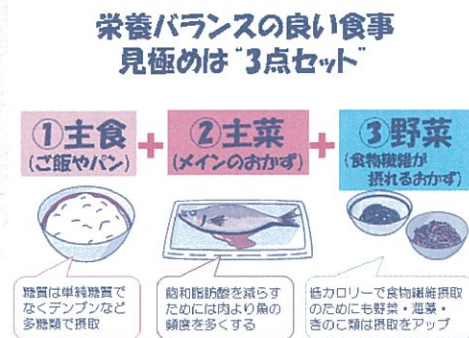 栄養バランスの良い食事
見極めは“3点セット”
①主食
(ご飯やパン)
+
②主菜
(メインのおかず)
+
③野菜
(食物繊維が
摂れるおかず)
糖質は単純糖質で
なくデンプンなど
多糖類で摂取
飽和脂肪酸を減らす
ためには肉より魚の
頻度を多くする
低カロリーで食物繊維摂取
のためにも野菜・海藻・
きのこ類は摂取をアップ